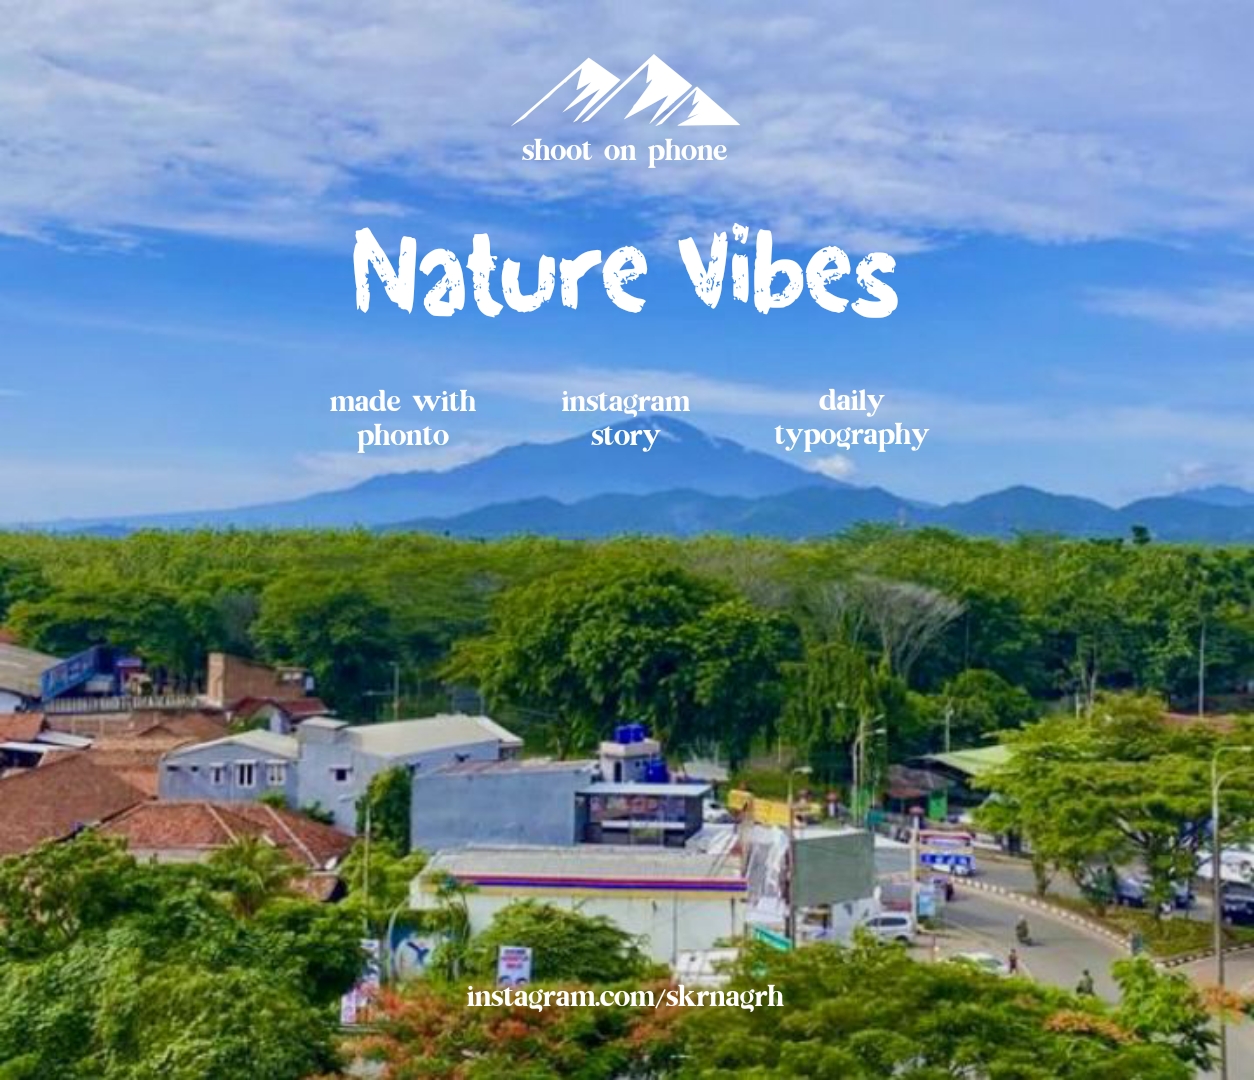 shoot on phone
Nature Vibes
made with
phonto
instagram
story
daily
typography
instagram.com/skrnagrh